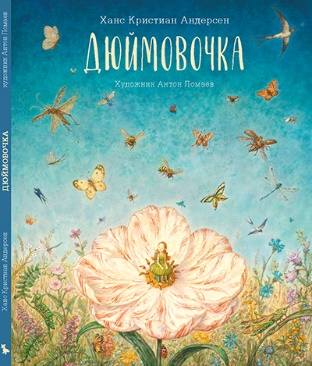 Ханс Кристиан Андерсен
Дюймовочка
Художник Антон Ломаев
Ханс Кристиан Андерсен
ДЮЙМОВОЧКА
художник Антон Ломаев